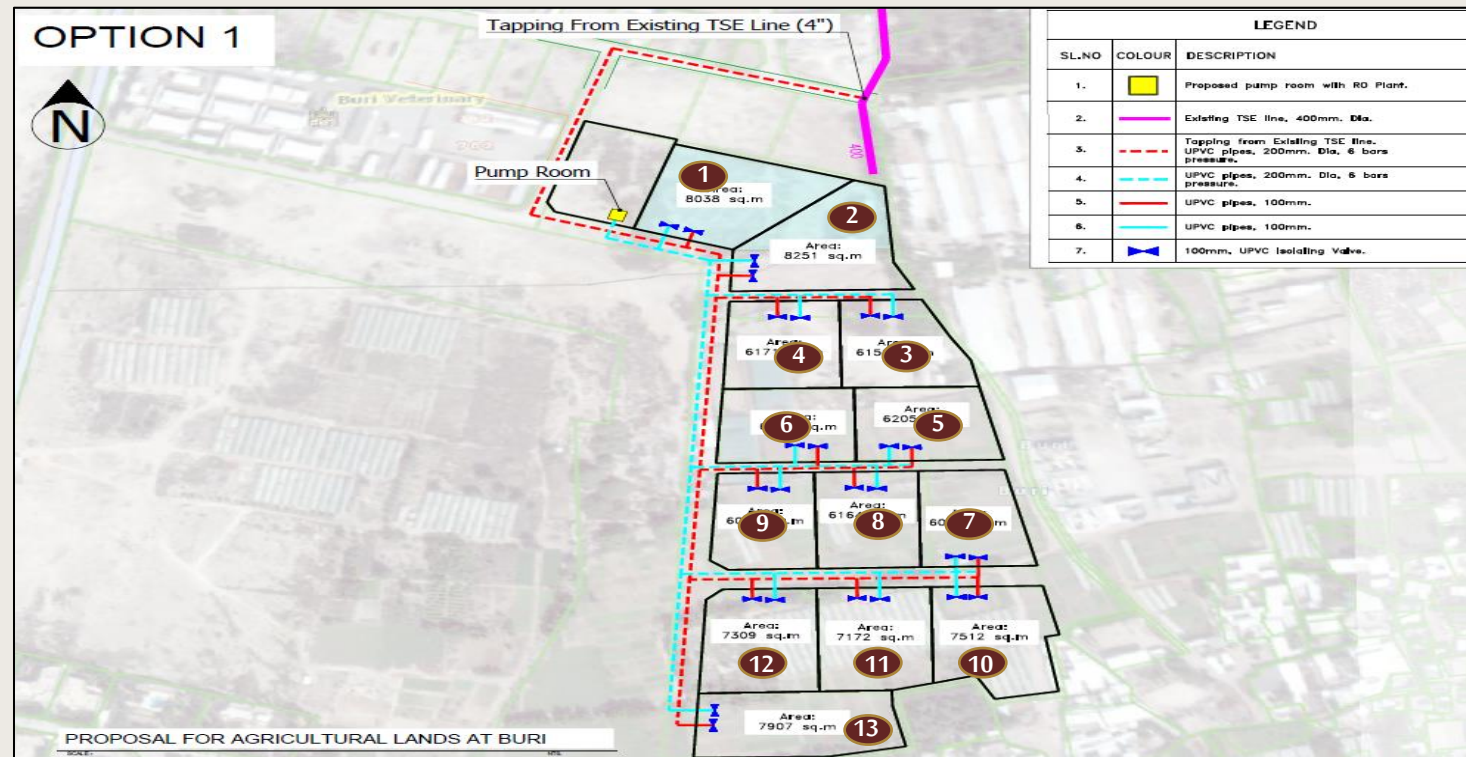 OPTION 1
Tapping From Existing TSE Line (4")
N
Buri Veterinary
Pump Room
400
LEGEND
SL.NO COLOUR DESCRIPTION
1. Proposed pump room with RO Plant.
2. Existing TSE line, 400mm. Dia.
3. Tapping from Existing TSE line.
UPVC pipes, 200mm. Dia, 6 bars
pressure.
4. UPVC pipes, 200mm. Dia, 6 bars
pressure.
5. UPVC pipes, 100mm.
6. UPVC pipes, 100mm.
7. 100mm, UPVC Isolating Valve.
1
Area:
8038 sq.m
2
Area:
8251 sq.m
4
3
6
5
Area:
9
8
7
Area:
7309 sq.m
12
Area:
7172 sq.m
11
Area:
7512 sq.m
10
Area:
7907 sq.m
13
PROPOSAL FOR AGRICULTURAL LANDS AT BURI
SCALE:- NTS.